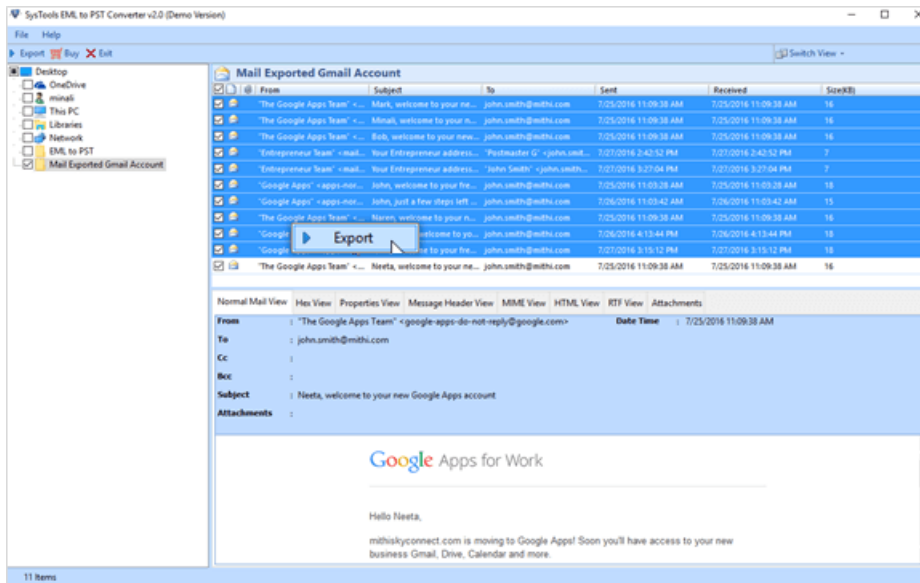 SysTools EML to PST Converter v2.0 (Demo Version)
File Help
Export Buy Exit Switch View
Desktop
OneDrive
minali
This PC
Libraries
Network
EML to PST
Mail Exported Gmail Account
Mail Exported Gmail Account
From Subject To Sent Received Size(KB)
"The Google Apps Team" <... Mark, welcome to your ne... john.smith@mithi.com 7/25/2016 11:09:38 AM 7/25/2016 11:09:38 AM 16
"The Google Apps Team" <... Minali, welcome to your n... john.smith@mithi.com 7/25/2016 11:09:38 AM 7/25/2016 11:09:38 AM 16
"The Google Apps Team" <... Bob, welcome to your new... john.smith@mithi.com 7/25/2016 11:09:38 AM 7/25/2016 11:09:38 AM 16
"Entrepreneur Team" <mail... Your Entrepreneur address... "Postmaster G" <john.smit... 7/27/2016 2:42:52 PM 7/27/2016 2:42:52 PM 7
"Entrepreneur Team" <mail... Your Entrepreneur address... "John Smith" <john.smith... 7/27/2016 3:27:04 PM 7/27/2016 3:27:04 PM 7
"Google Apps" <apps-nor... John, welcome to your fre... john.smith@mithi.com 7/25/2016 11:03:28 AM 7/25/2016 11:03:28 AM 18
"Google Apps" <apps-nor... John, just a few steps left ... john.smith@mithi.com 7/26/2016 11:03:42 AM 7/26/2016 11:03:42 AM 15
"The Google Apps Team" <... Naren, welcome to your n... john.smith@mithi.com 7/25/2016 11:09:38 AM 7/25/2016 11:09:38 AM 16
"Google welcome to yo... john.smith@mithi.com 7/26/2016 4:13:44 PM 7/26/2016 4:13:44 PM 18
Export
"Google to your fre... john.smith@mithi.com 7/27/2016 3:15:12 PM 7/27/2016 3:15:12 PM 18
"The Google Apps Team" <... Neeta, welcome to your ne... john.smith@mithi.com 7/25/2016 11:09:38 AM 7/25/2016 11:09:38 AM 16
Normal Mail View Hex View Properties View Message Header View MIME View HTML View RTF View Attachments
From : "The Google Apps Team" <google-apps-do-not-reply@google.com> Date Time : 7/25/2016 11:09:38 AM
To : john.smith@mithi.com
Cc :
Bcc :
Subject : Neeta, welcome to your new Google Apps account
Attachments :
Google Apps for Work
Hello Neeta,
mithiskyconnect.com is moving to Google Apps! Soon you'll have access to your new
business Gmail, Drive, Calendar and more.
11 Items